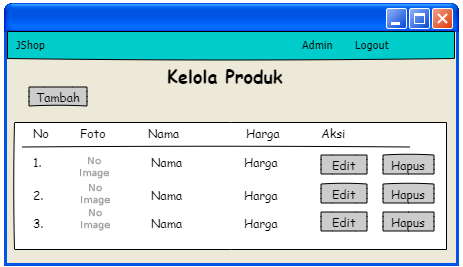 JShop Admin Logout
Kelola Produk
Tambah
No Foto Nama Harga Aksi
1. No Image Nama Harga Edit Hapus
2. No Image Nama Harga Edit Hapus
3. No Image Nama Harga Edit Hapus